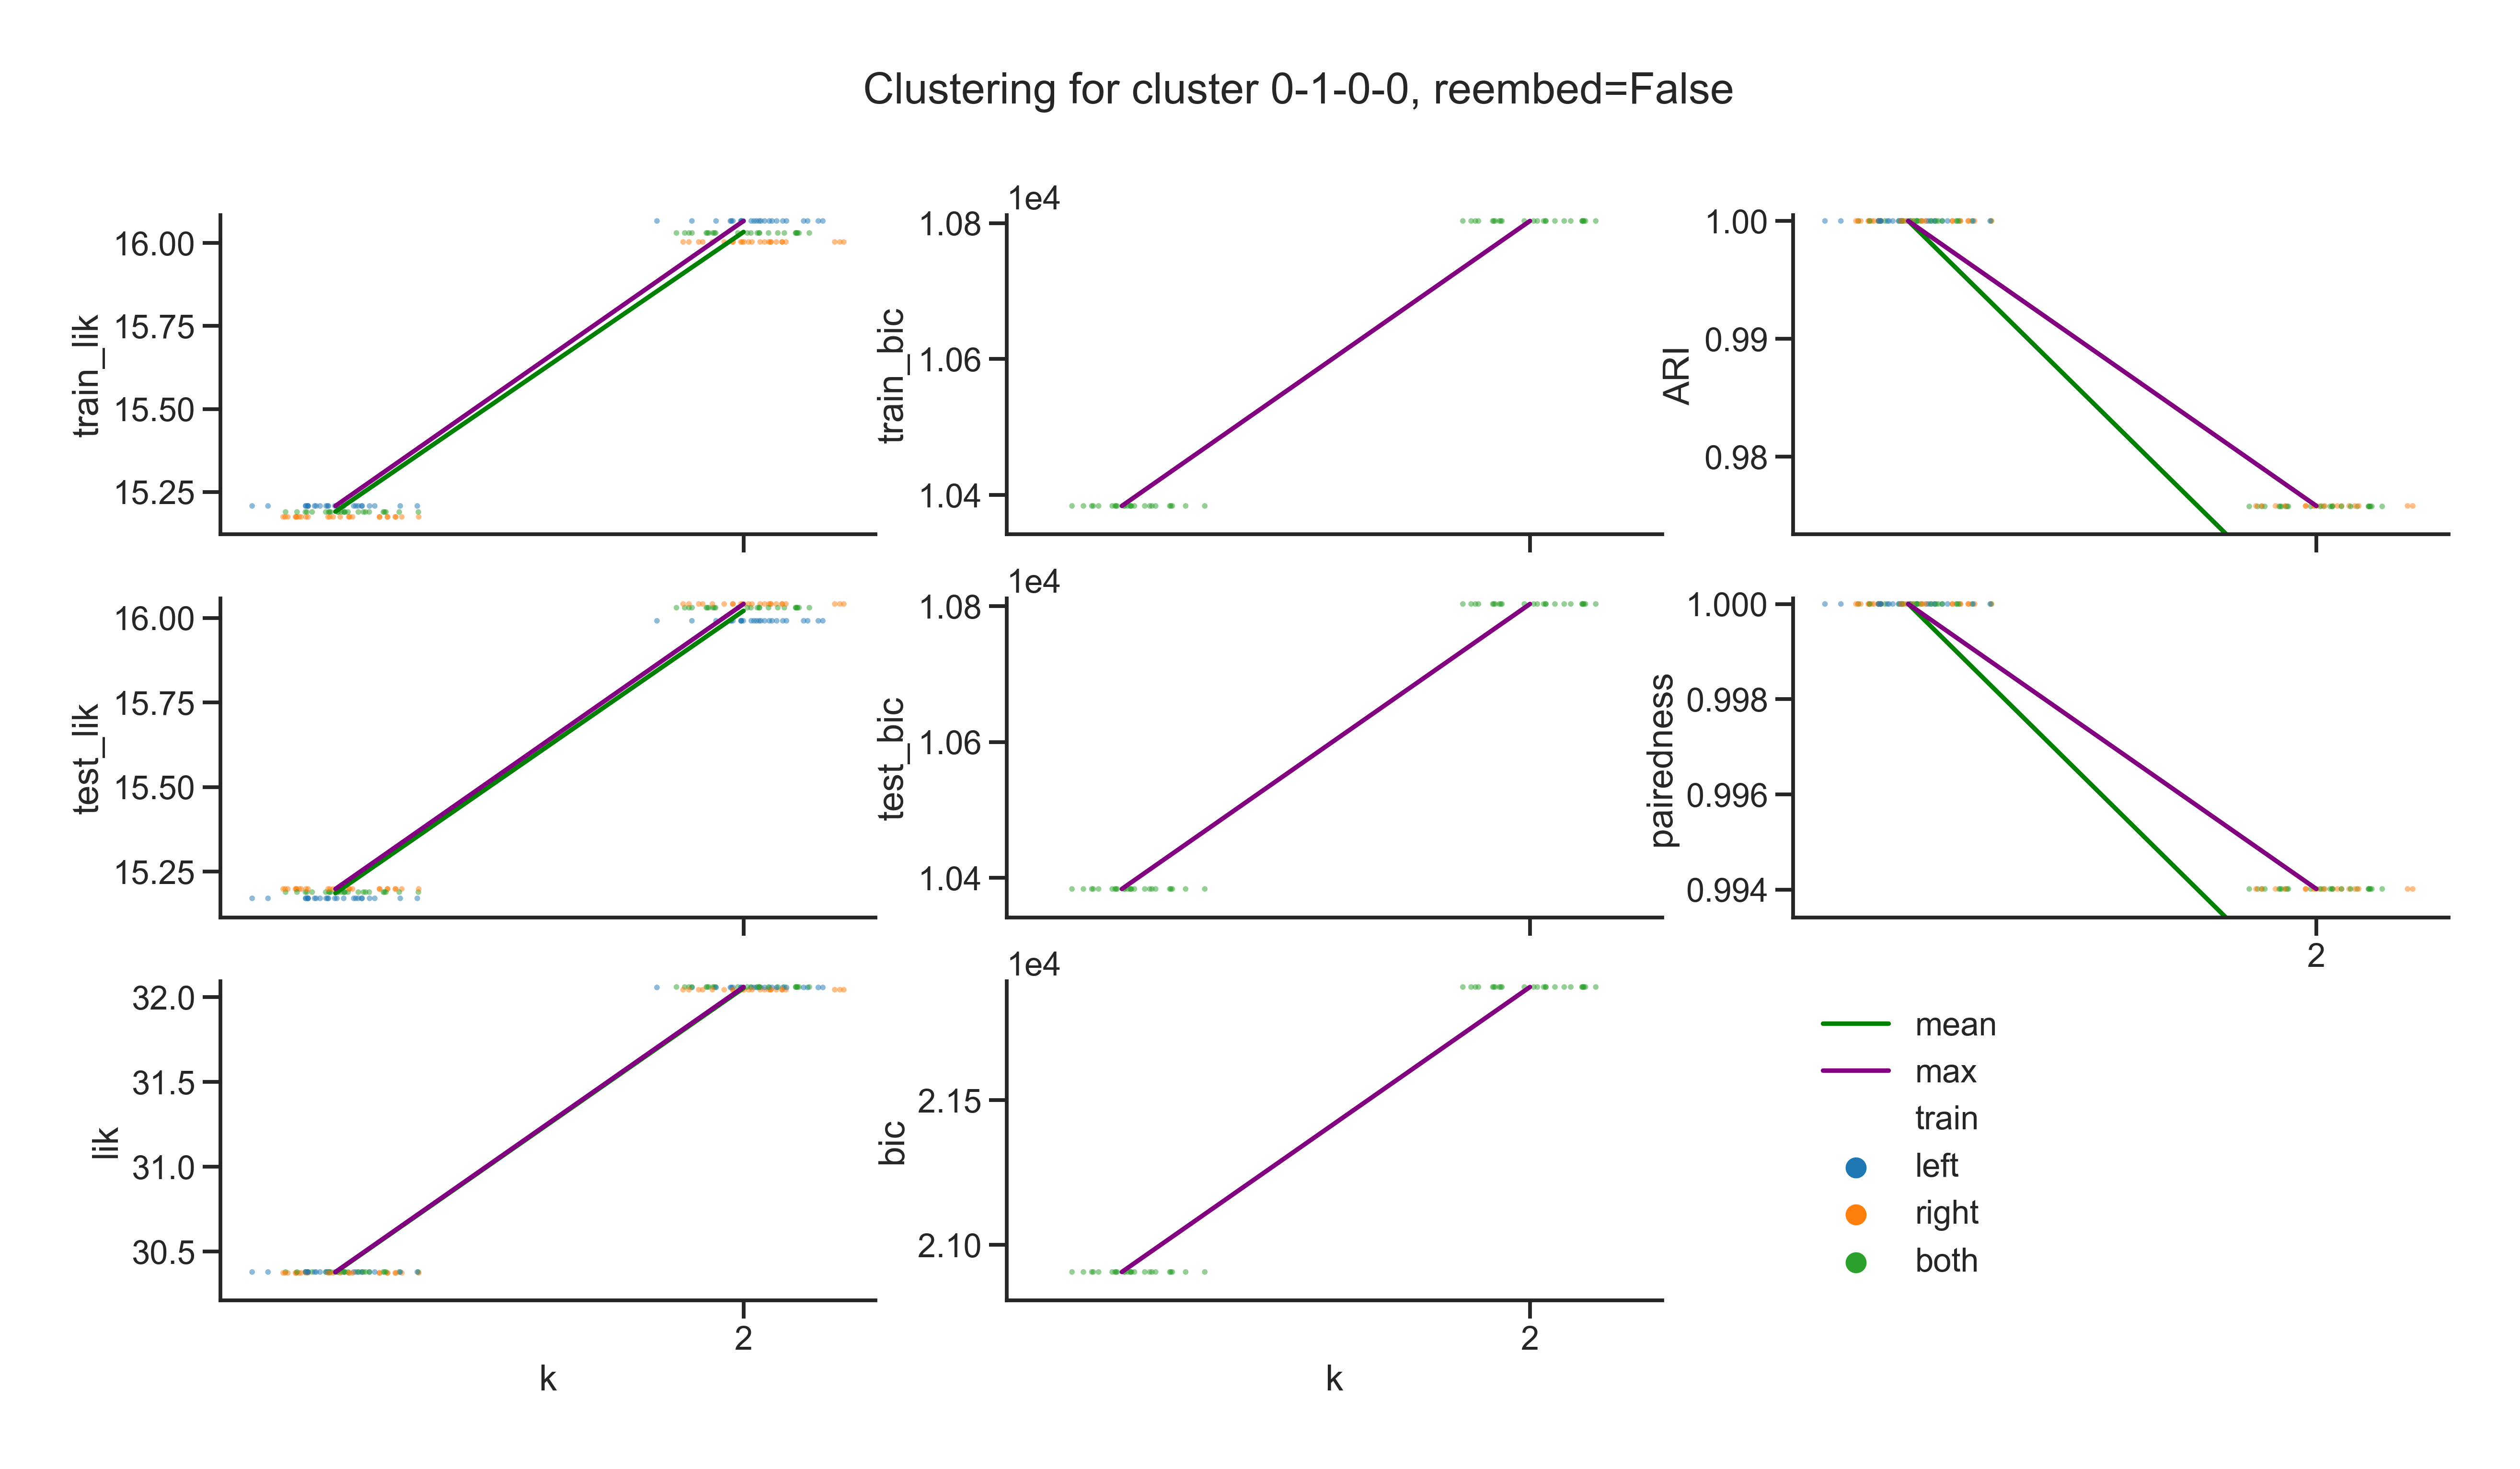 Clustering for cluster 0-1-0-0, reembed=False
train_lik
16.00
15.75
15.50
15.25
1e4
train_bic
1.08
1.06
1.04
ARI
1.00
0.99
0.98
test_lik
16.00
15.75
15.50
15.25
1e4
test_bic
1.08
1.06
1.04
pairedness
1.000
0.998
0.996
0.994
2
lik
32.0
31.5
31.0
30.5
2
k
1e4
bic
2.15
2.10
2
k
mean
max
train
left
right
both